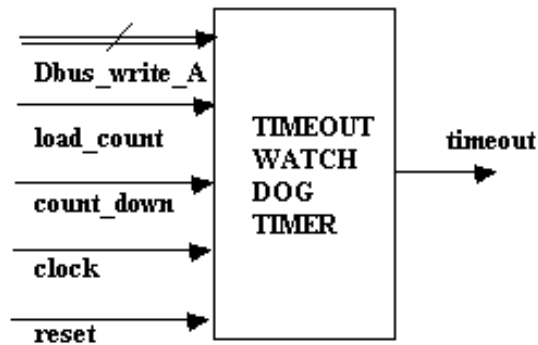 Dbus_write_A
load_count
count_down
clock
reset
TIMEOUT
WATCH
DOG
TIMER
timeout